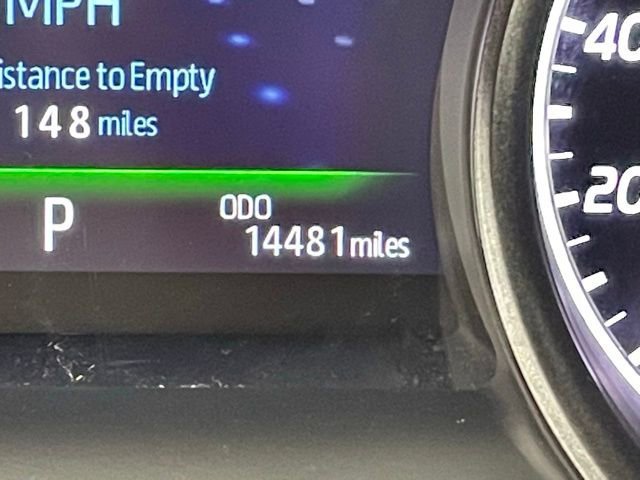 MPH
istance to Empty
148 miles
P
ODO
14481 miles
40
20